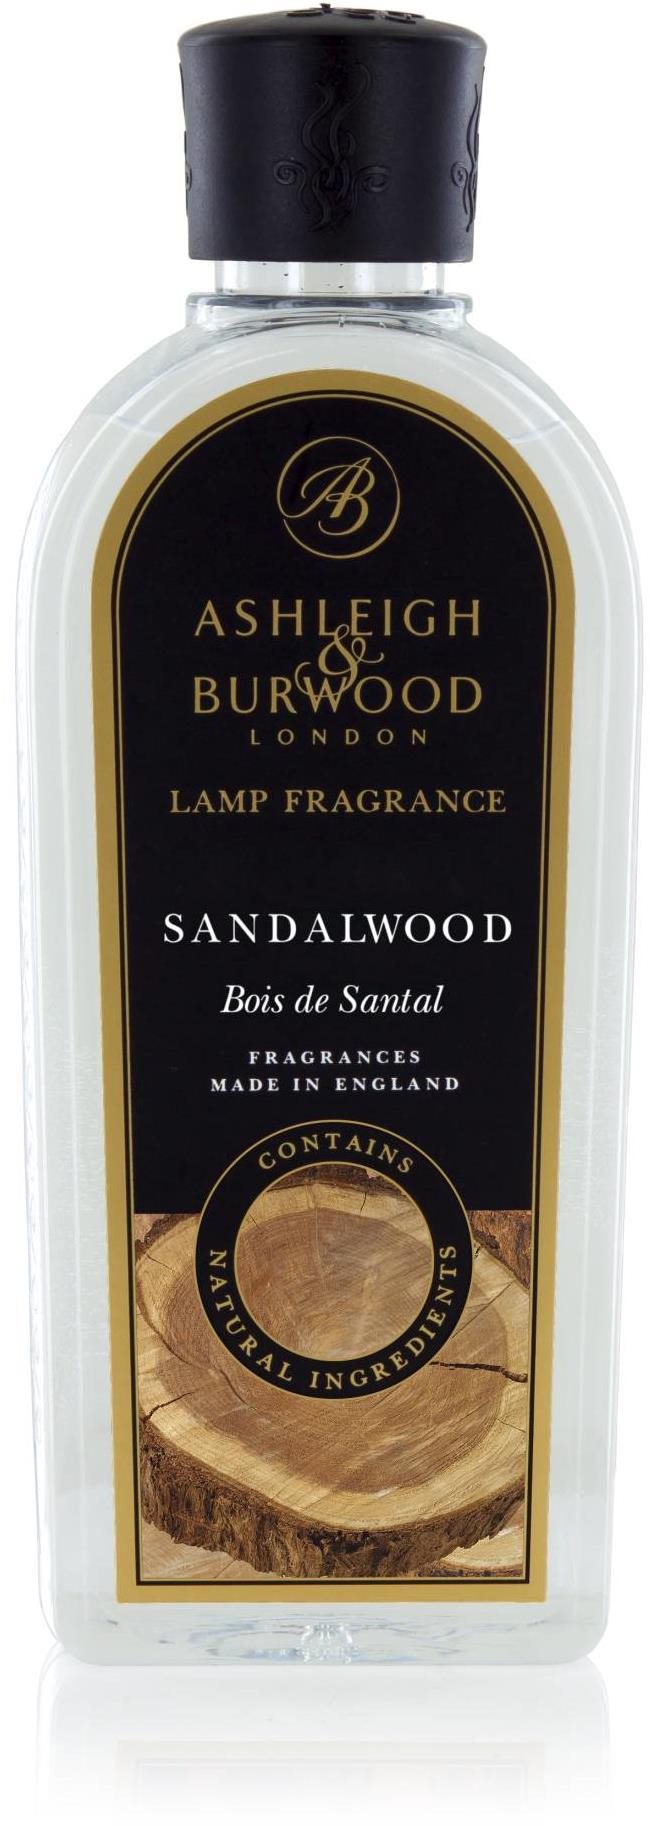 AB
ASHLEIGH
&
BURWOOD
LONDON
LAMP FRAGRANCE
SANDALWOOD
Bois de Santal
FRAGRANCES
MADE IN ENGLAND
CONTAINS
NATURAL INGREDIENTS